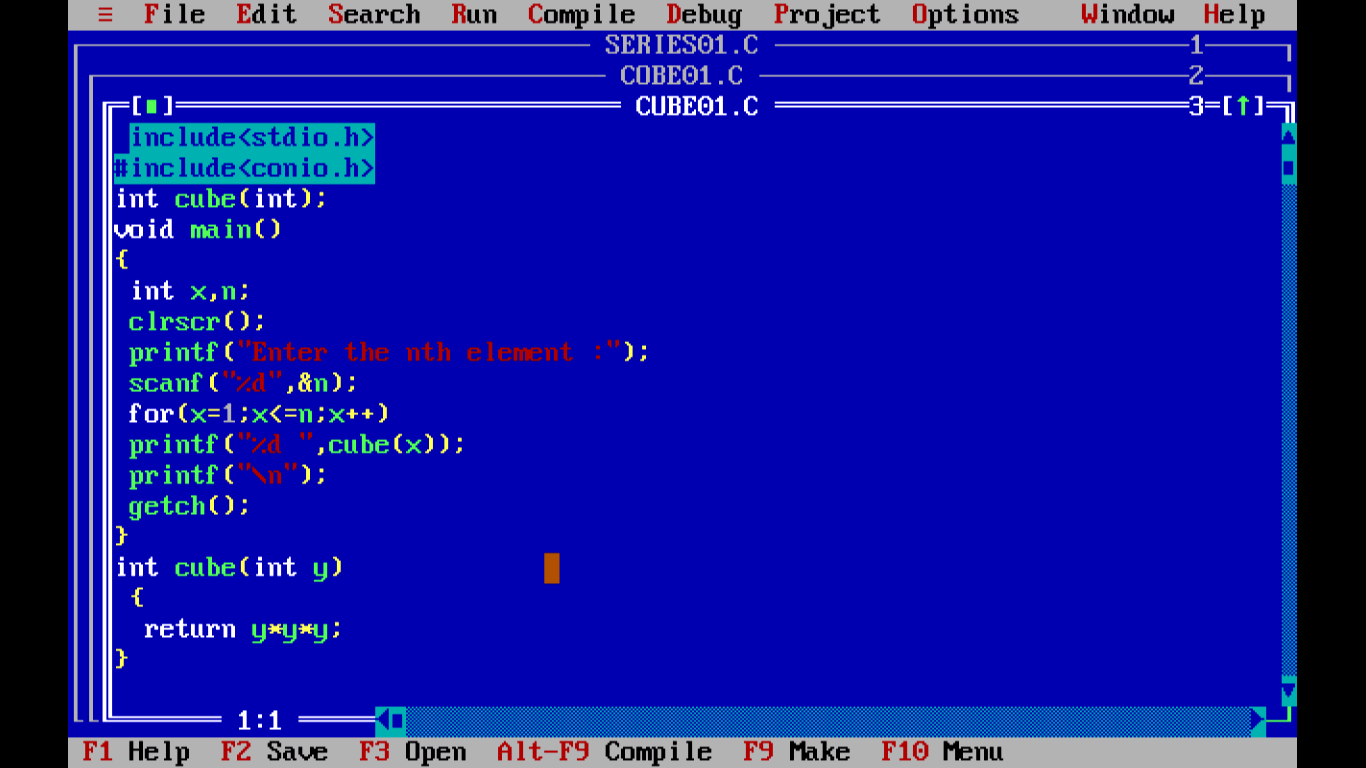 ≡ File Edit Search Run Compile Debug Project Options Window Help
SERIES01.C 1
COBE01.C 2
[■] CUBE01.C 3=[↑]
include<stdio.h>
#include<conio.h>
int cube(int);
void main()
{
int x,n;
clrscr();
printf("Enter the nth element :");
scanf("%d",&n);
for(x=1;x<=n;x++)
printf("%d ",cube(x));
printf("\n");
getch();
}
int cube(int y)
{
return y*y*y;
}
1:1
F1 Help F2 Save F3 Open Alt-F9 Compile F9 Make F10 Menu